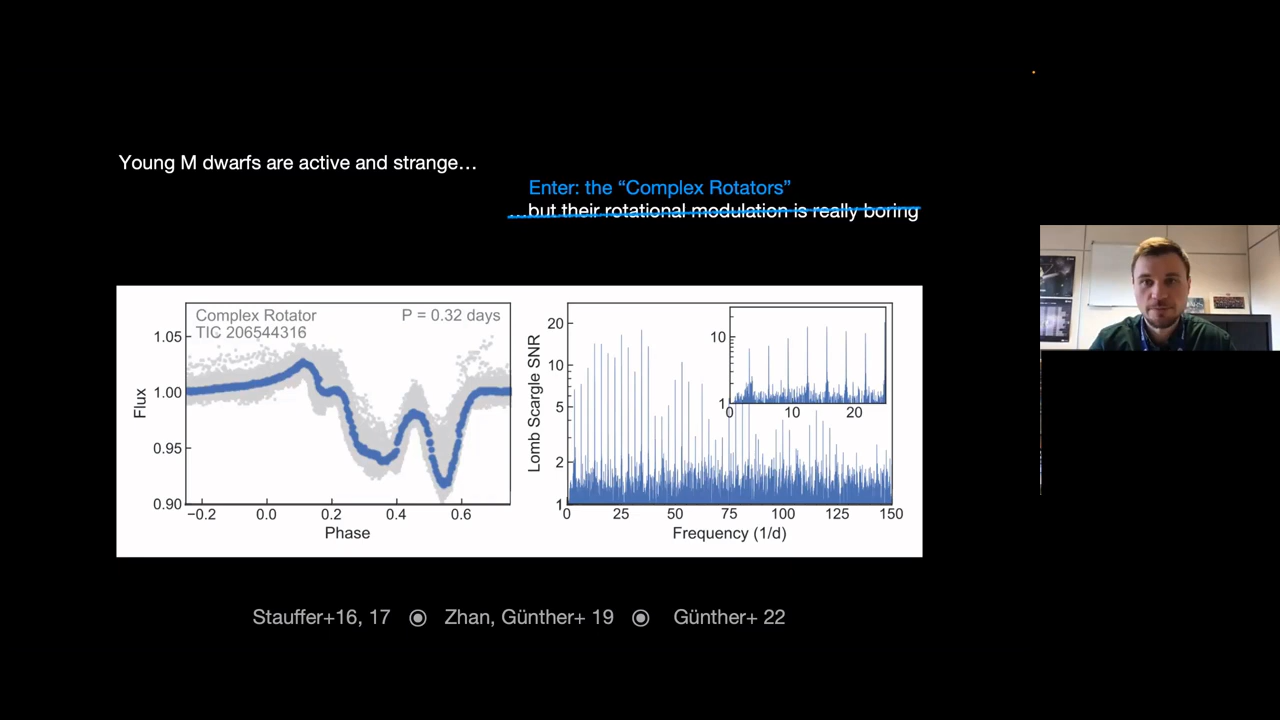 Young M dwarfs are active and strange…
Enter: the “Complex Rotators”
…but their rotational modulation is really boring
Complex Rotator
P = 0.32 days
TIC 206544316
1.05
1.00
0.95
0.90
Flux
−0.2
0.0
0.2
0.4
0.6
Phase
20
10
5
2
1
Lomb Scargle SNR
10
1
0
10
20
0
25
50
75
100
125
150
Frequency (1/d)
Stauffer+16, 17 ◉ Zhan, Günther+ 19 ◉ Günther+ 22